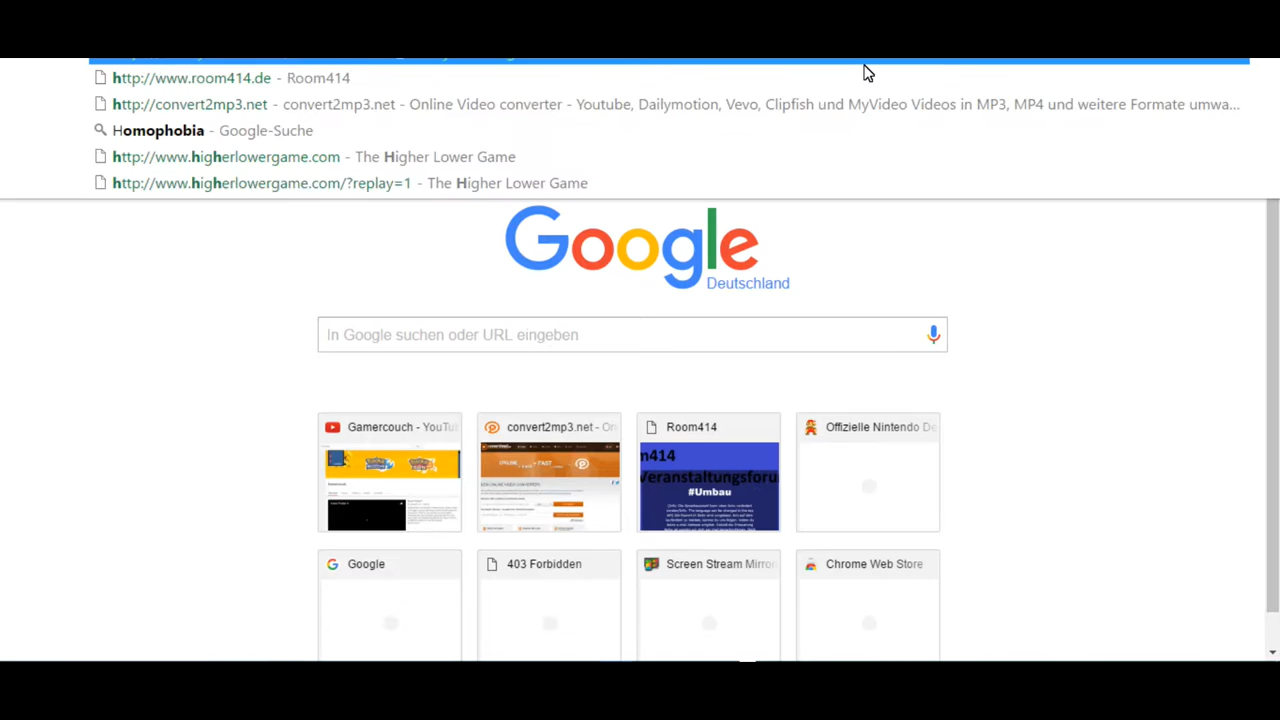 http://www.room414.de - Room414
http://convert2mp3.net - convert2mp3.net - Online Video converter - Youtube, Dailymotion, Vevo, Clipfish und MyVideo Videos in MP3, MP4 und weitere Formate umwa...
Homophobia - Google-Suche
http://www.higherlowergame.com - The Higher Lower Game
http://www.higherlowergame.com/?replay=1 - The Higher Lower Game
Google
Deutschland
In Google suchen oder URL eingeben
Gamercouch - YouTu
convert2mp3.net - On
Room414
Offizielle Nintendo De
m414
Veranstaltungsforu
#Umbau
Google
403 Forbidden
Screen Stream Mirror
Chrome Web Store